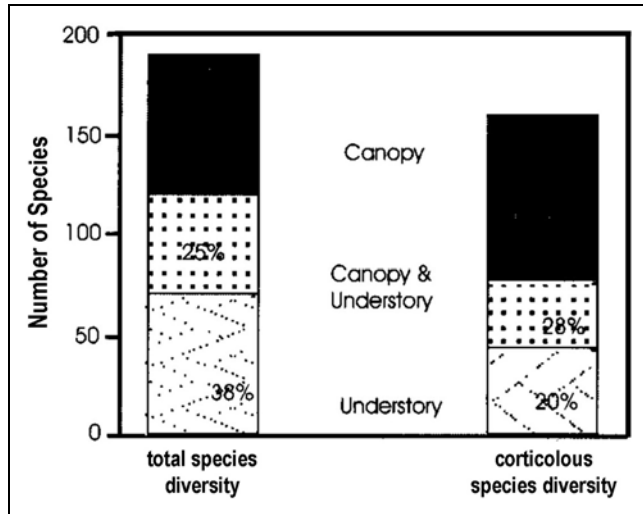 200
150
100
50
0
Number of Species
Canopy
Canopy &
Understory
Understory
25%
38%
28%
20%
total species
diversity
corticolous
species diversity